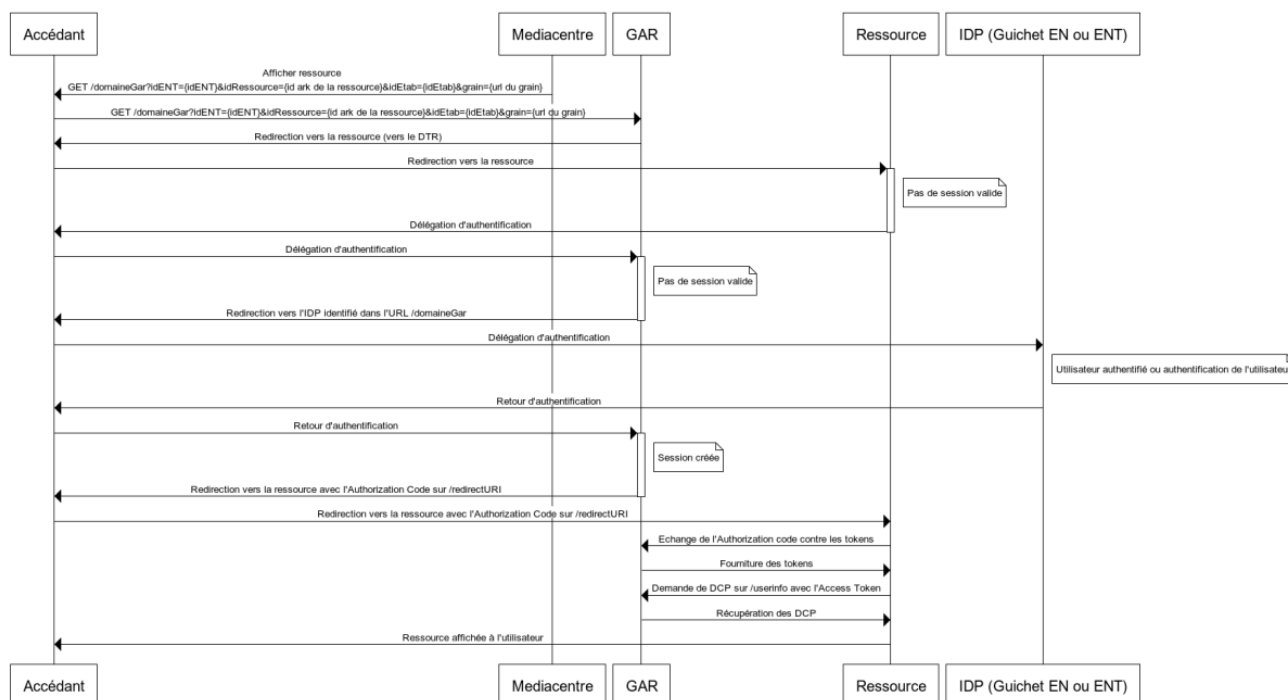 Accédant
Mediacentre
GAR
Ressource
IDP (Guichet EN ou ENT)
Afficher ressource
GET /domaineGar?idENT={idENT}&idRessource={id ark de la ressource}&idEtab={idEtab}&grain={url du grain}
GET /domaineGar?idENT={idENT}&idRessource={id ark de la ressource}&idEtab={idEtab}&grain={url du grain}
Redirection vers la ressource (vers le DTR)
Redirection vers la ressource
Pas de session valide
Délégation d'authentification
Délégation d'authentification
Pas de session valide
Redirection vers l'IDP identifié dans l'URL /domaineGar
Délégation d'authentification
Utilisateur authentifié ou authentification de l'utilisateu
Retour d'authentification
Retour d'authentification
Session créée
Redirection vers la ressource avec l'Authorization Code sur /redirectURI
Redirection vers la ressource avec l'Authorization Code sur /redirectURI
Echange de l'Authorization code contre les tokens
Fourniture des tokens
Demande de DCP sur /userinfo avec l'Access Token
Récupération des DCP
Ressource affichée à l'utilisateur
Accédant
Mediacentre
GAR
Ressource
IDP (Guichet EN ou ENT)